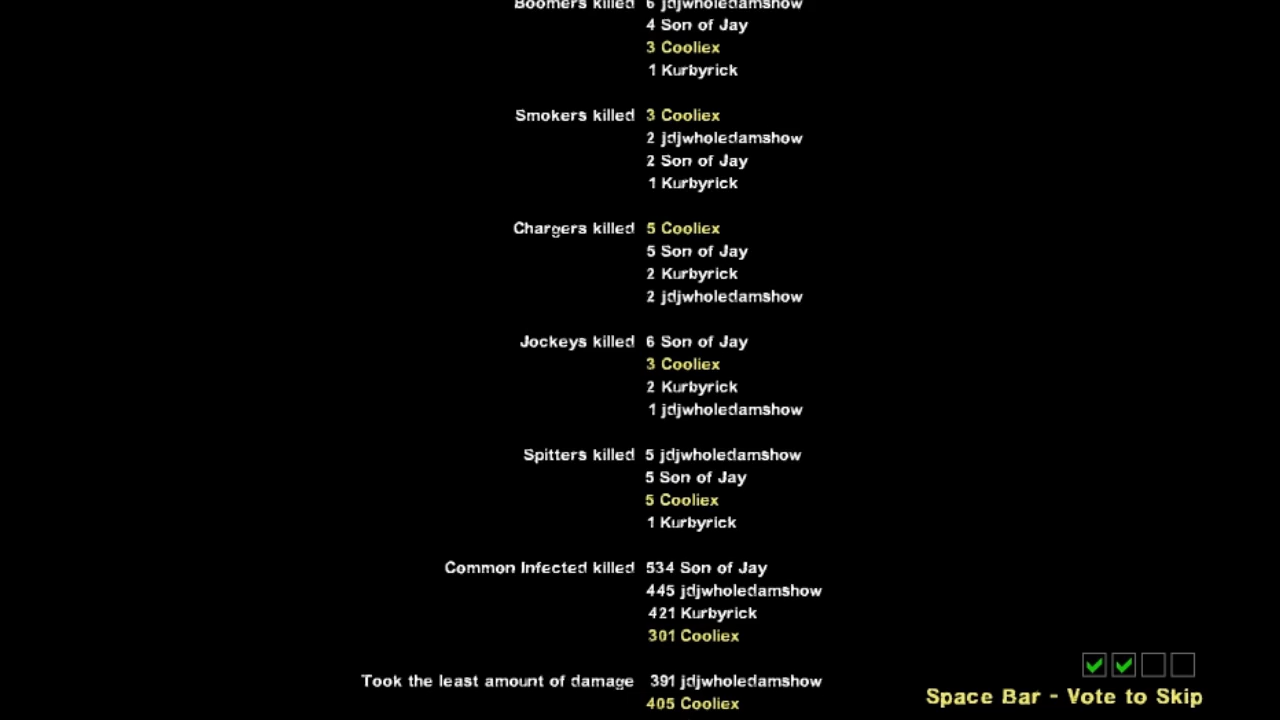 Boomers killed 6 jdjwholedamshow
4 Son of Jay
3 Cooliex
1 Kurbyrick
Smokers killed 3 Cooliex
2 jdjwholedamshow
2 Son of Jay
1 Kurbyrick
Chargers killed 5 Cooliex
5 Son of Jay
2 Kurbyrick
2 jdjwholedamshow
Jockeys killed 6 Son of Jay
3 Cooliex
2 Kurbyrick
1 jdjwholedamshow
Spitters killed 5 jdjwholedamshow
5 Son of Jay
5 Cooliex
1 Kurbyrick
Common Infected killed 534 Son of Jay
445 jdjwholedamshow
421 Kurbyrick
301 Cooliex
Took the least amount of damage 391 jdjwholedamshow
405 Cooliex
Space Bar - Vote to Skip